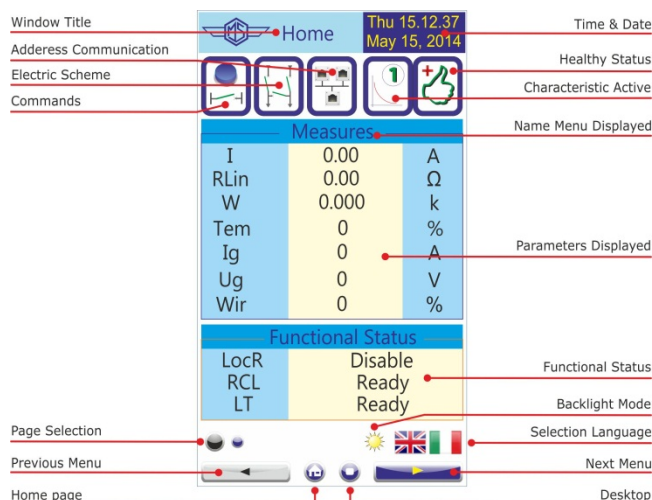 Window Title
Adderess Communication
Electric Scheme
Commands
MS
Home
Thu 15.12.37
May 15, 2014
Time & Date
Healthy Status
Characteristic Active
Name Menu Displayed
1
Measures
I 0.00 A
RLin 0.00 Ω
W 0.000 k
Tem 0 %
Ig 0 A
Ug 0 V
Wir 0 %
Parameters Displayed
Functional Status
LocR Disable
RCL Ready
LT Ready
Functional Status
Backlight Mode
Selection Language
Next Menu
Desktop
Page Selection
Previous Menu
Home page